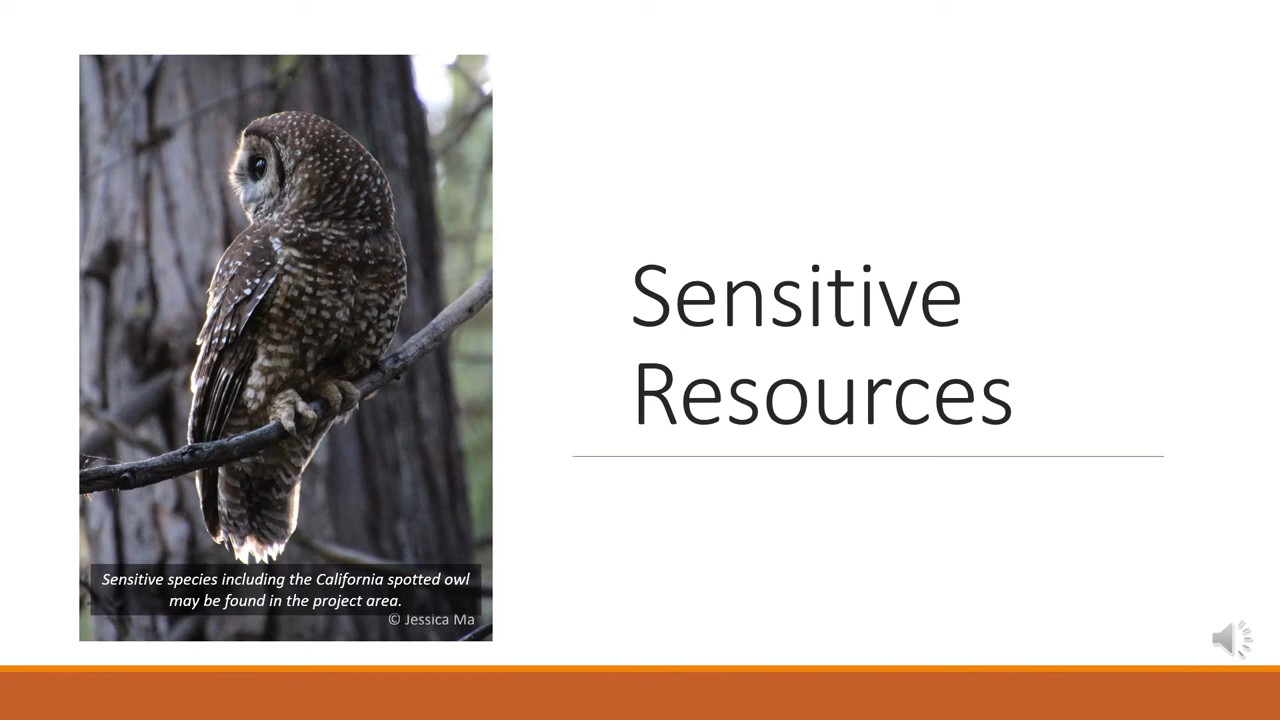 Sensitive
Resources
Sensitive species including the California spotted owl
may be found in the project area.
© Jessica Ma